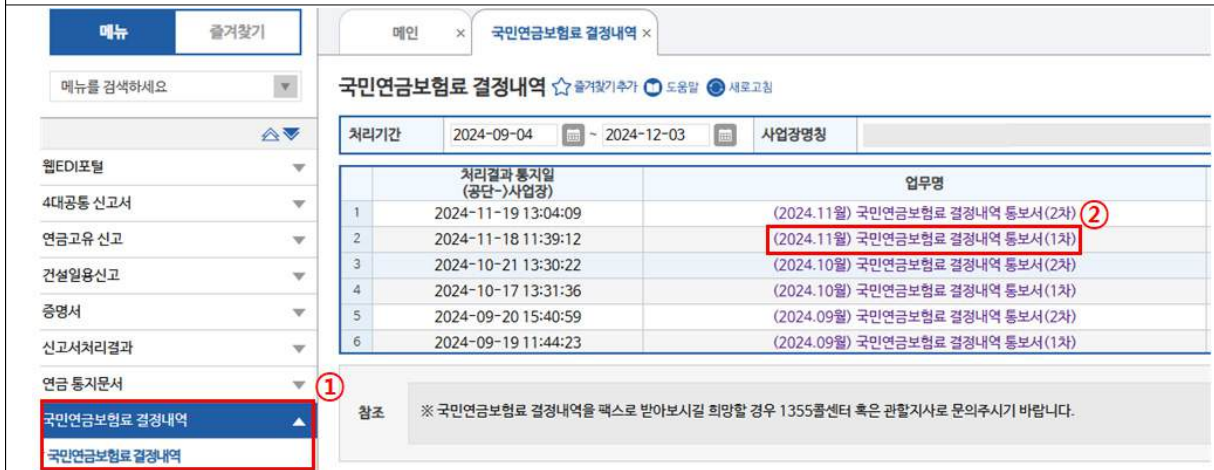 메뉴 즐겨찾기
메뉴를 검색하세요
웹EDI포털
4대공통 신고서
연금고유 신고
건설일용신고
증명서
신고서처리결과
연금 통지문서
①
국민연금보험료 결정내역
국민연금보험료 결정내역
메인 × 국민연금보험료 결정내역 ×
국민연금보험료 결정내역 즐겨찾기추가 도움말 새로고침
처리기간 2024-09-04 ~ 2024-12-03 사업장명칭
처리결과 통지일 업무명
(공단->사업장)
1 2024-11-19 13:04:09 (2024.11월) 국민연금보험료 결정내역 통보서(2차) ②
2 2024-11-18 11:39:12 (2024.11월) 국민연금보험료 결정내역 통보서(1차)
3 2024-10-21 13:30:22 (2024.10월) 국민연금보험료 결정내역 통보서(2차)
4 2024-10-17 13:31:36 (2024.10월) 국민연금보험료 결정내역 통보서(1차)
5 2024-09-20 15:40:59 (2024.09월) 국민연금보험료 결정내역 통보서(2차)
6 2024-09-19 11:44:23 (2024.09월) 국민연금보험료 결정내역 통보서(1차)
참조 ※ 국민연금보험료 결정내역을 팩스로 받아보시길 희망할 경우 1355콜센터 혹은 관할지사로 문의주시기 바랍니다.